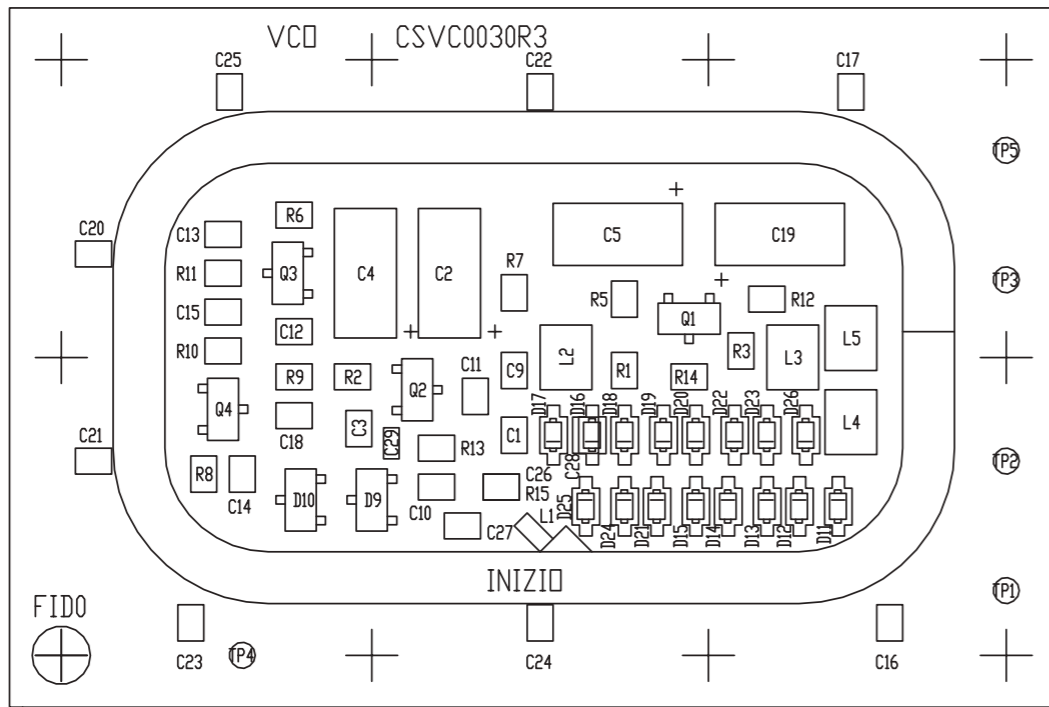 VCO CSVC0030R3
C25 C22 C17
TP5
C20 C13 R6 C5 C19
R11 Q3 C4 C2 R7 TP3
C15 R5 R12
C12 Q1
R10 L2 R3 L3 L5
R9 R2 Q2 C11 C9 R1 R14
Q4 C18 C3 C29 C1 D17 D16 D18 D19 D20 D22 D23 D26 L4
C21 R8 C14 R13 C28 TP2
C26
D10 D9 C10 R15 D25
C27 L1 D24 D21 D15 D14 D13 D12 D11
INIZIO
FIDO TP1
C23 TP4 C24 C16